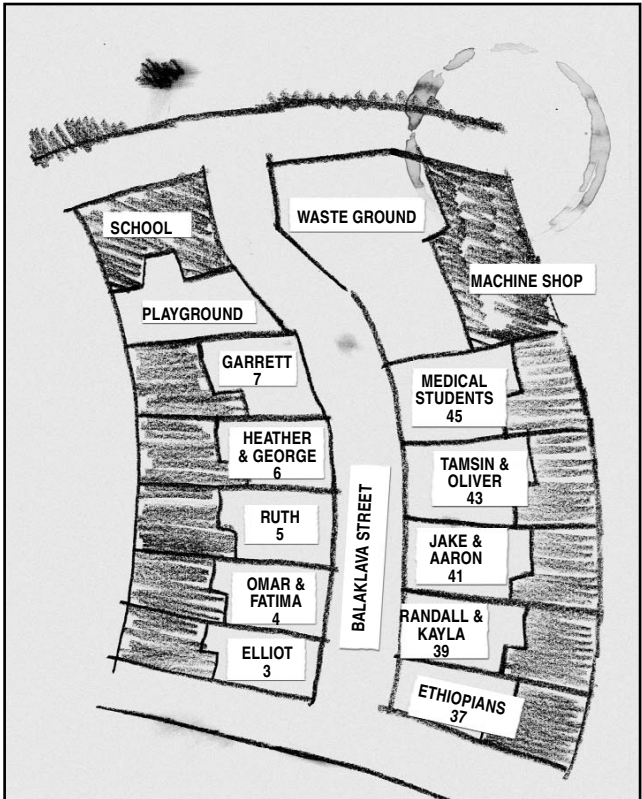 SCHOOL
WASTE GROUND
MACHINE SHOP
PLAYGROUND
GARRETT
7
HEATHER
& GEORGE
6
RUTH
5
OMAR &
FATIMA
4
ELLIOT
3
BALAKLAVA STREET
MEDICAL
STUDENTS
45
TAMSIN &
OLIVER
43
JAKE &
AARON
41
RANDALL &
KAYLA
39
ETHIOPIANS
37